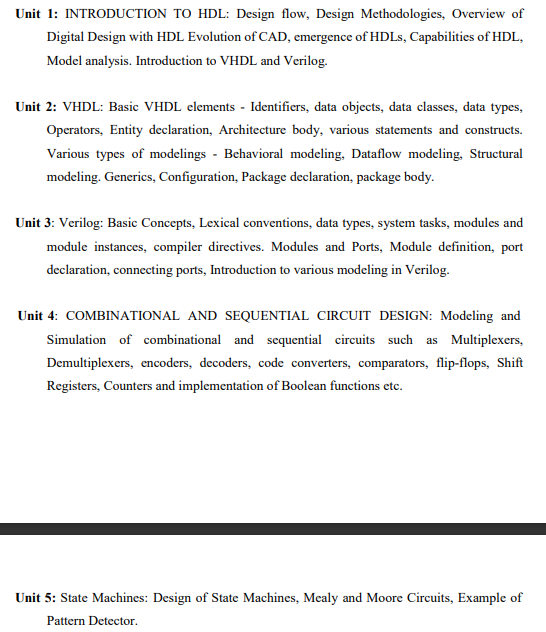 Unit 1: INTRODUCTION TO HDL: Design flow, Design Methodologies, Overview of
Digital Design with HDL Evolution of CAD, emergence of HDLs, Capabilities of HDL,
Model analysis. Introduction to VHDL and Verilog.
Unit 2: VHDL: Basic VHDL elements - Identifiers, data objects, data classes, data types,
Operators, Entity declaration, Architecture body, various statements and constructs.
Various types of modelings - Behavioral modeling, Dataflow modeling, Structural
modeling. Generics, Configuration, Package declaration, package body.
Unit 3: Verilog: Basic Concepts, Lexical conventions, data types, system tasks, modules and
module instances, compiler directives. Modules and Ports, Module definition, port
declaration, connecting ports, Introduction to various modeling in Verilog.
Unit 4: COMBINATIONAL AND SEQUENTIAL CIRCUIT DESIGN: Modeling and
Simulation of combinational and sequential circuits such as Multiplexers,
Demultiplexers, encoders, decoders, code converters, comparators, flip-flops, Shift
Registers, Counters and implementation of Boolean functions etc.
Unit 5: State Machines: Design of State Machines, Mealy and Moore Circuits, Example of
Pattern Detector.